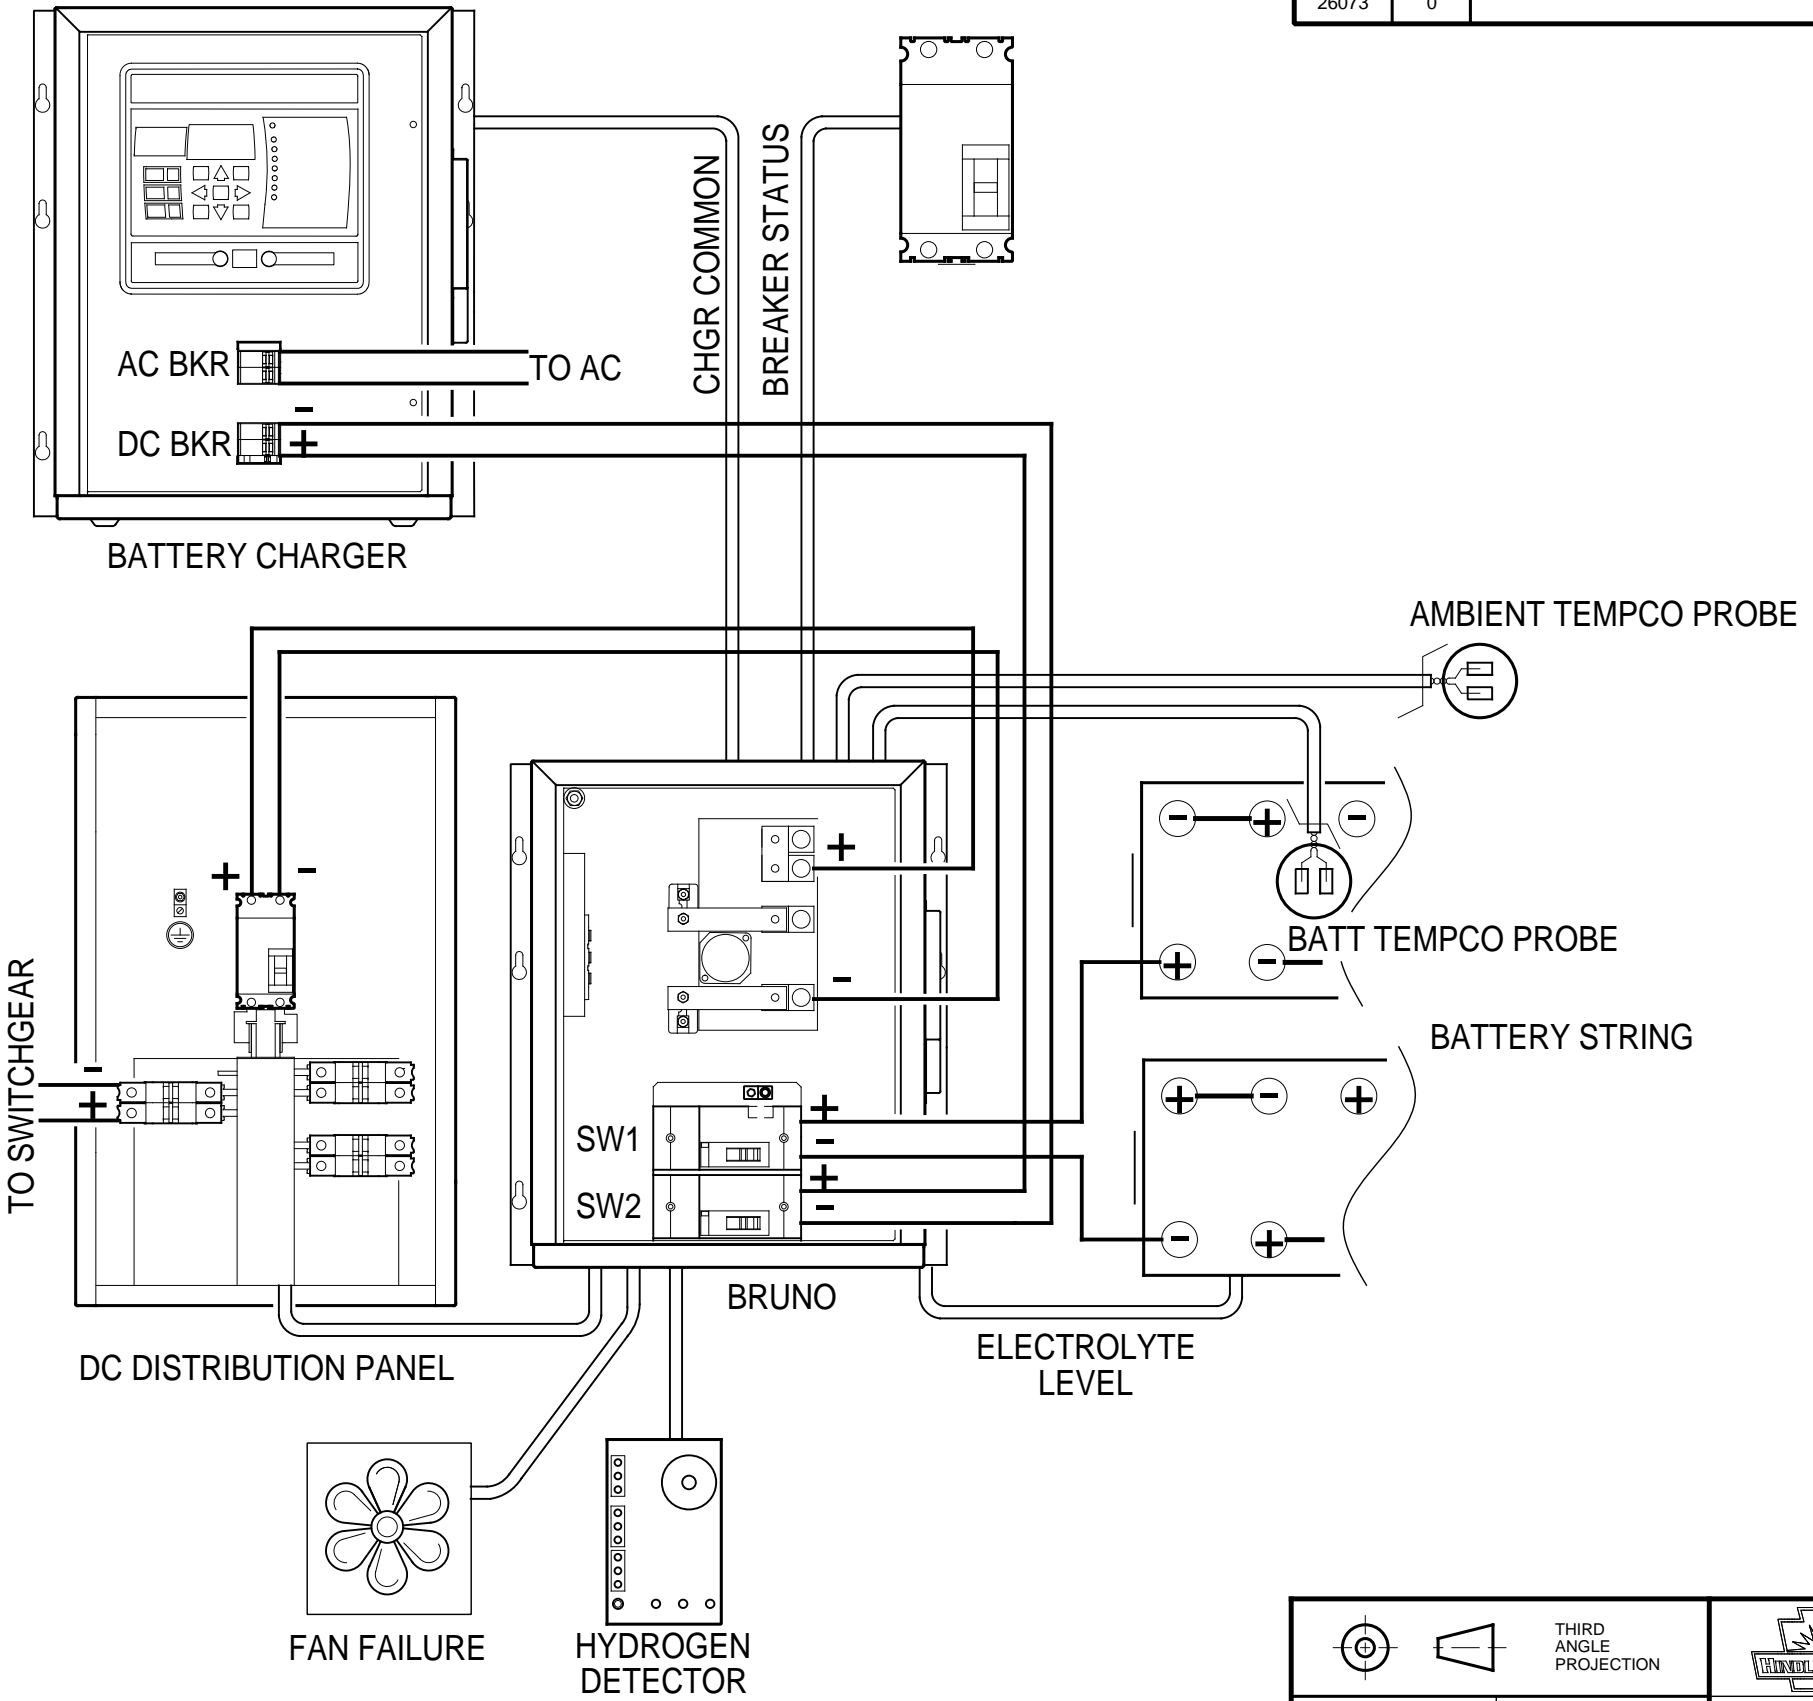 26073 0
CHGR COMMON
BREAKER STATUS
AC BKR
TO AC
-
DC BKR
+
BATTERY CHARGER
AMBIENT TEMPCO PROBE
- + -
+
+ -
BATT TEMPCO PROBE
+ -
-
TO SWITCHGEAR
-
+
BATTERY STRING
+ - +
SW1
+
-
SW2
+
-
- +
BRUNO
ELECTROLYTE
LEVEL
DC DISTRIBUTION PANEL
FAN FAILURE
HYDROGEN
DETECTOR
THIRD
ANGLE
PROJECTION